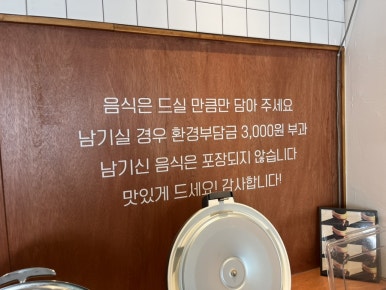 음식은 드실 만큼만 담아 주세요
남기실 경우 환경부담금 3,000원 부과
남기신 음식은 포장되지 않습니다
맛있게 드세요! 감사합니다!